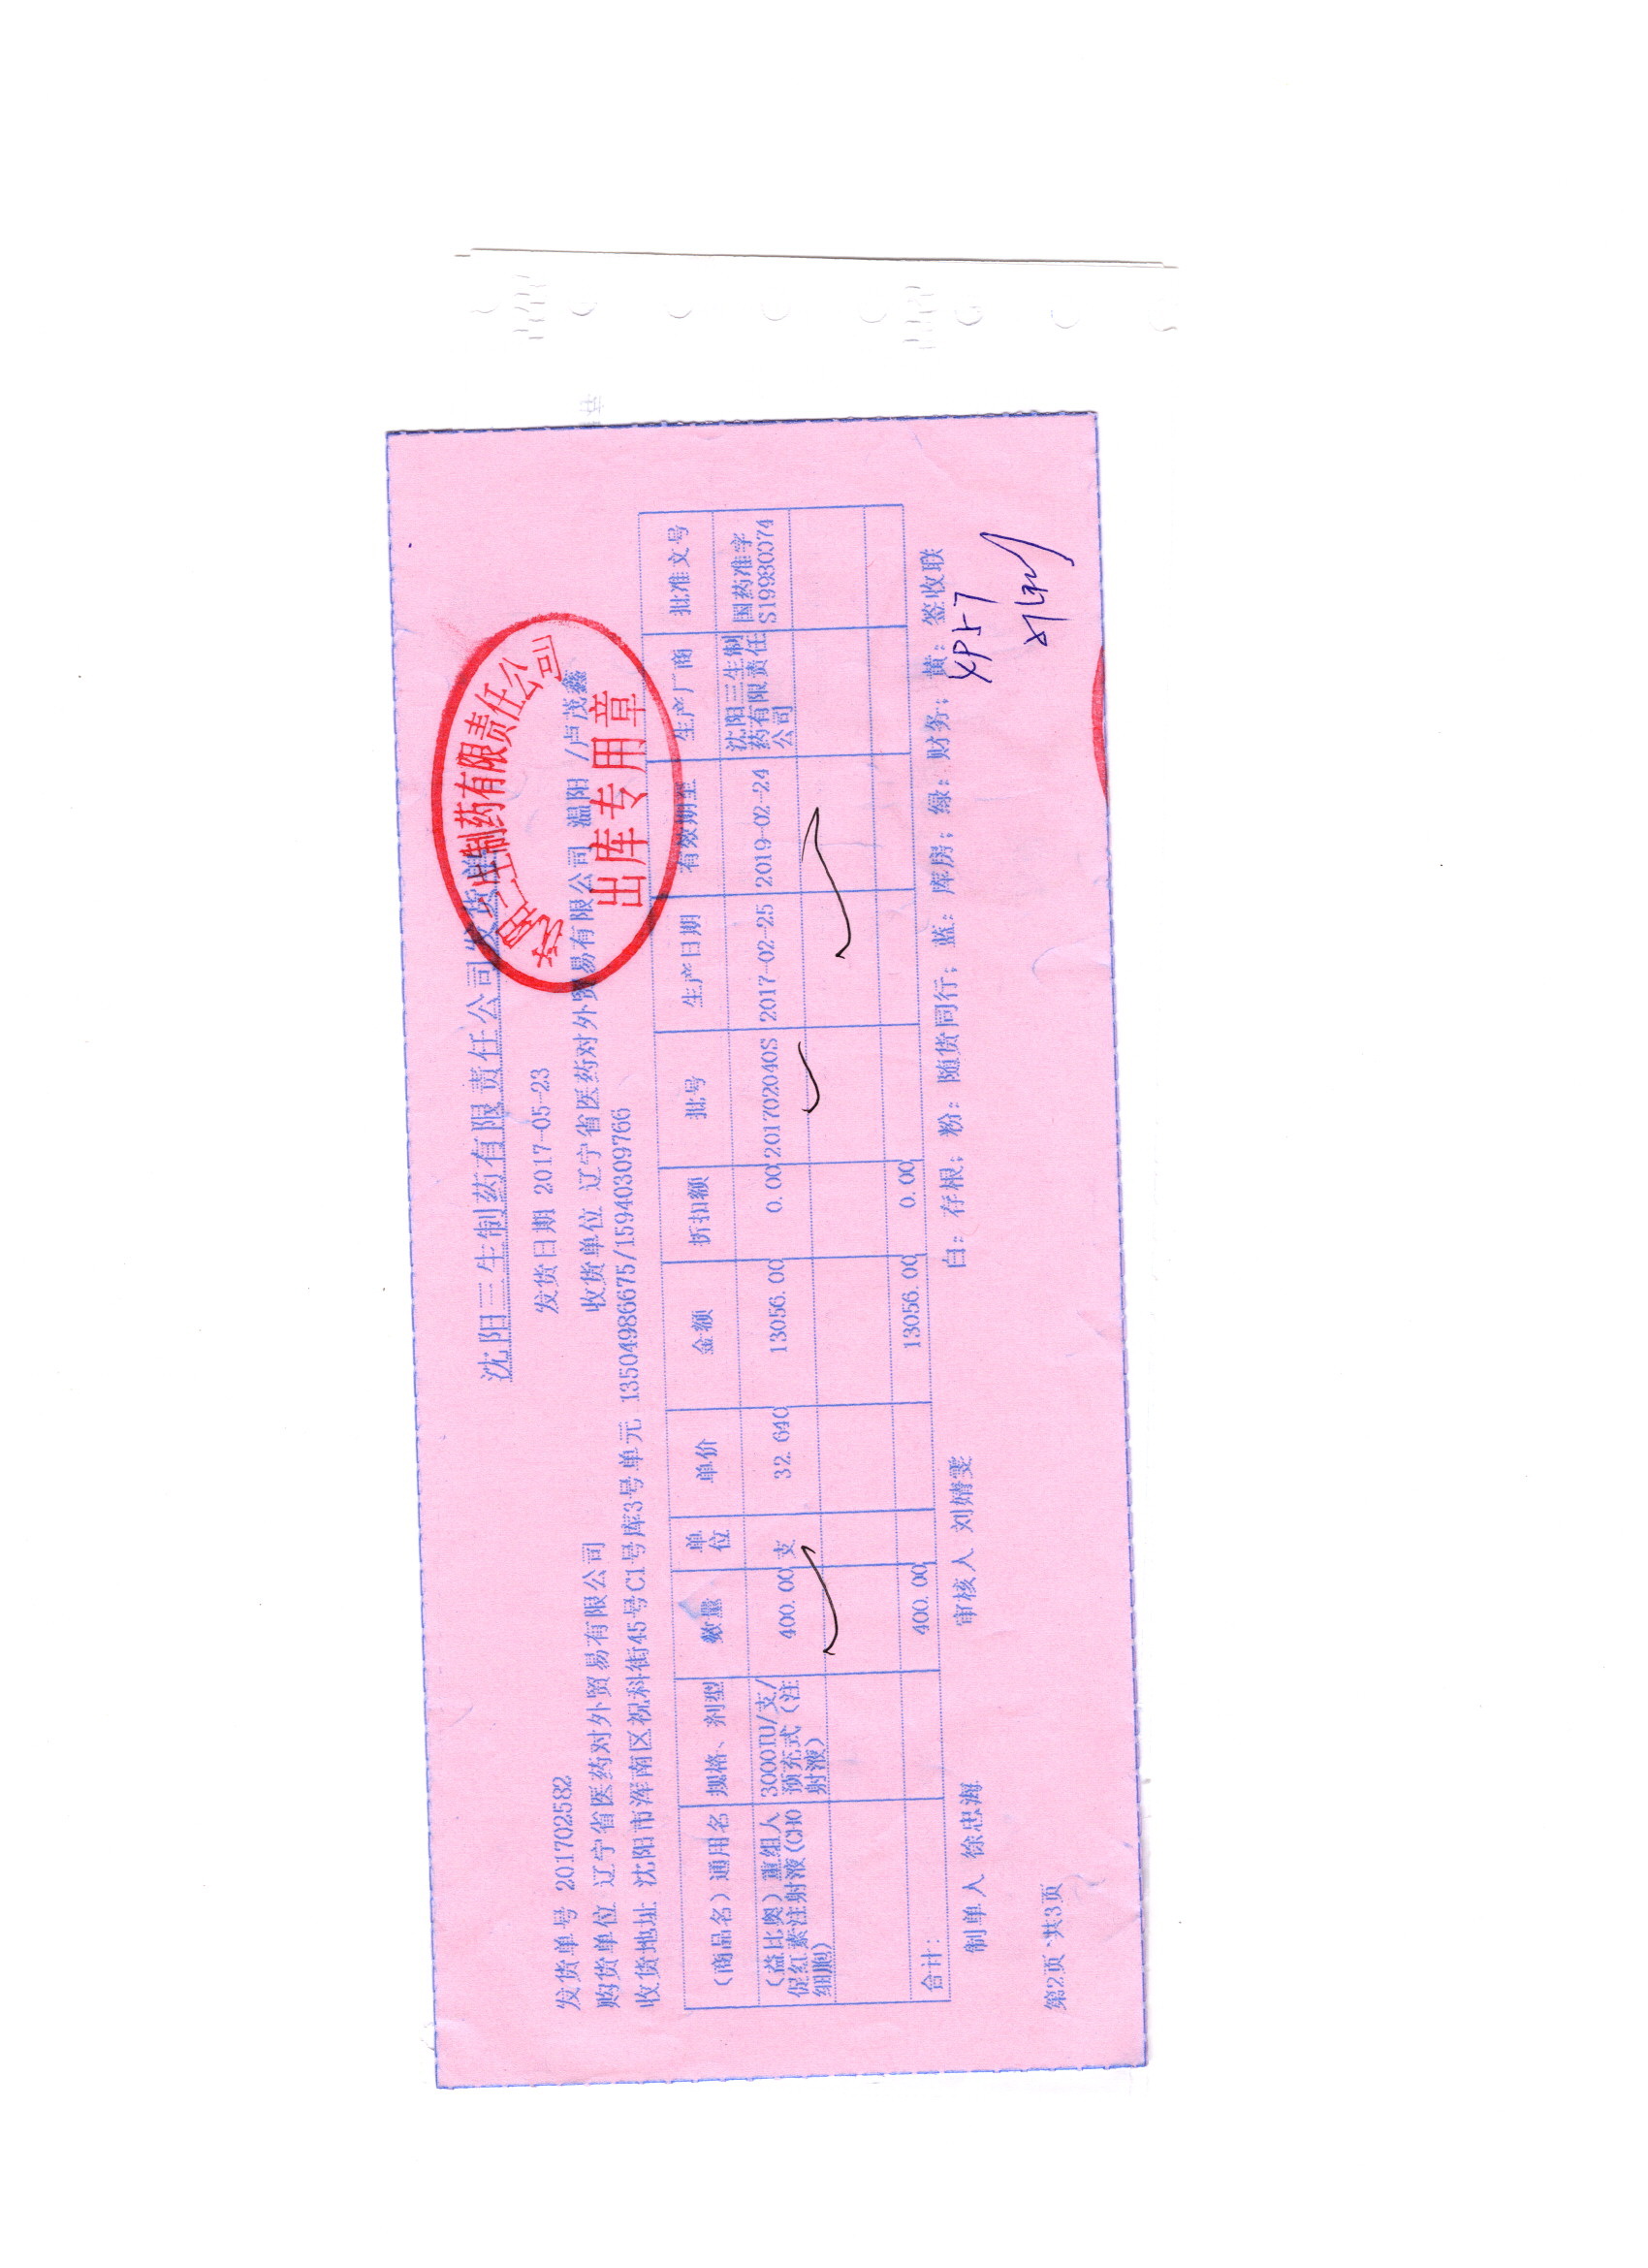 沈阳三生制药有限责任公司发货单
沈阳三生制药有限责任公司
出库专用章
发货单号 201702582 发货日期 2017-05-23
购货单位 辽宁省医药对外贸易有限公司 收货单位 辽宁省医药对外贸易有限公司 温阳 /卢茂鑫
收货地址 沈阳市浑南区祝科街45号C1号库3号单元 13504986675/15940309766
（商品名）通用名 规格、剂型 数量 单位 单价 金额 折扣额 批号 生产日期 有效期至 生产厂商 批准文号
（益比奥）重组人促红素注射液(CHO细胞) 3000IU/支/预充式（注射液） 400.00 支 32.640 13056.00 0.00 201702040S 2017-02-25 2019-02-24 沈阳三生制药有限责任公司 国药准字S19980074
合计: 400.00 13056.00 0.00
制单人 徐忠海 审核人 刘婧雯 白：存根；粉：随货同行；蓝：库房；绿：财务；黄：签收联
第2页 共3页